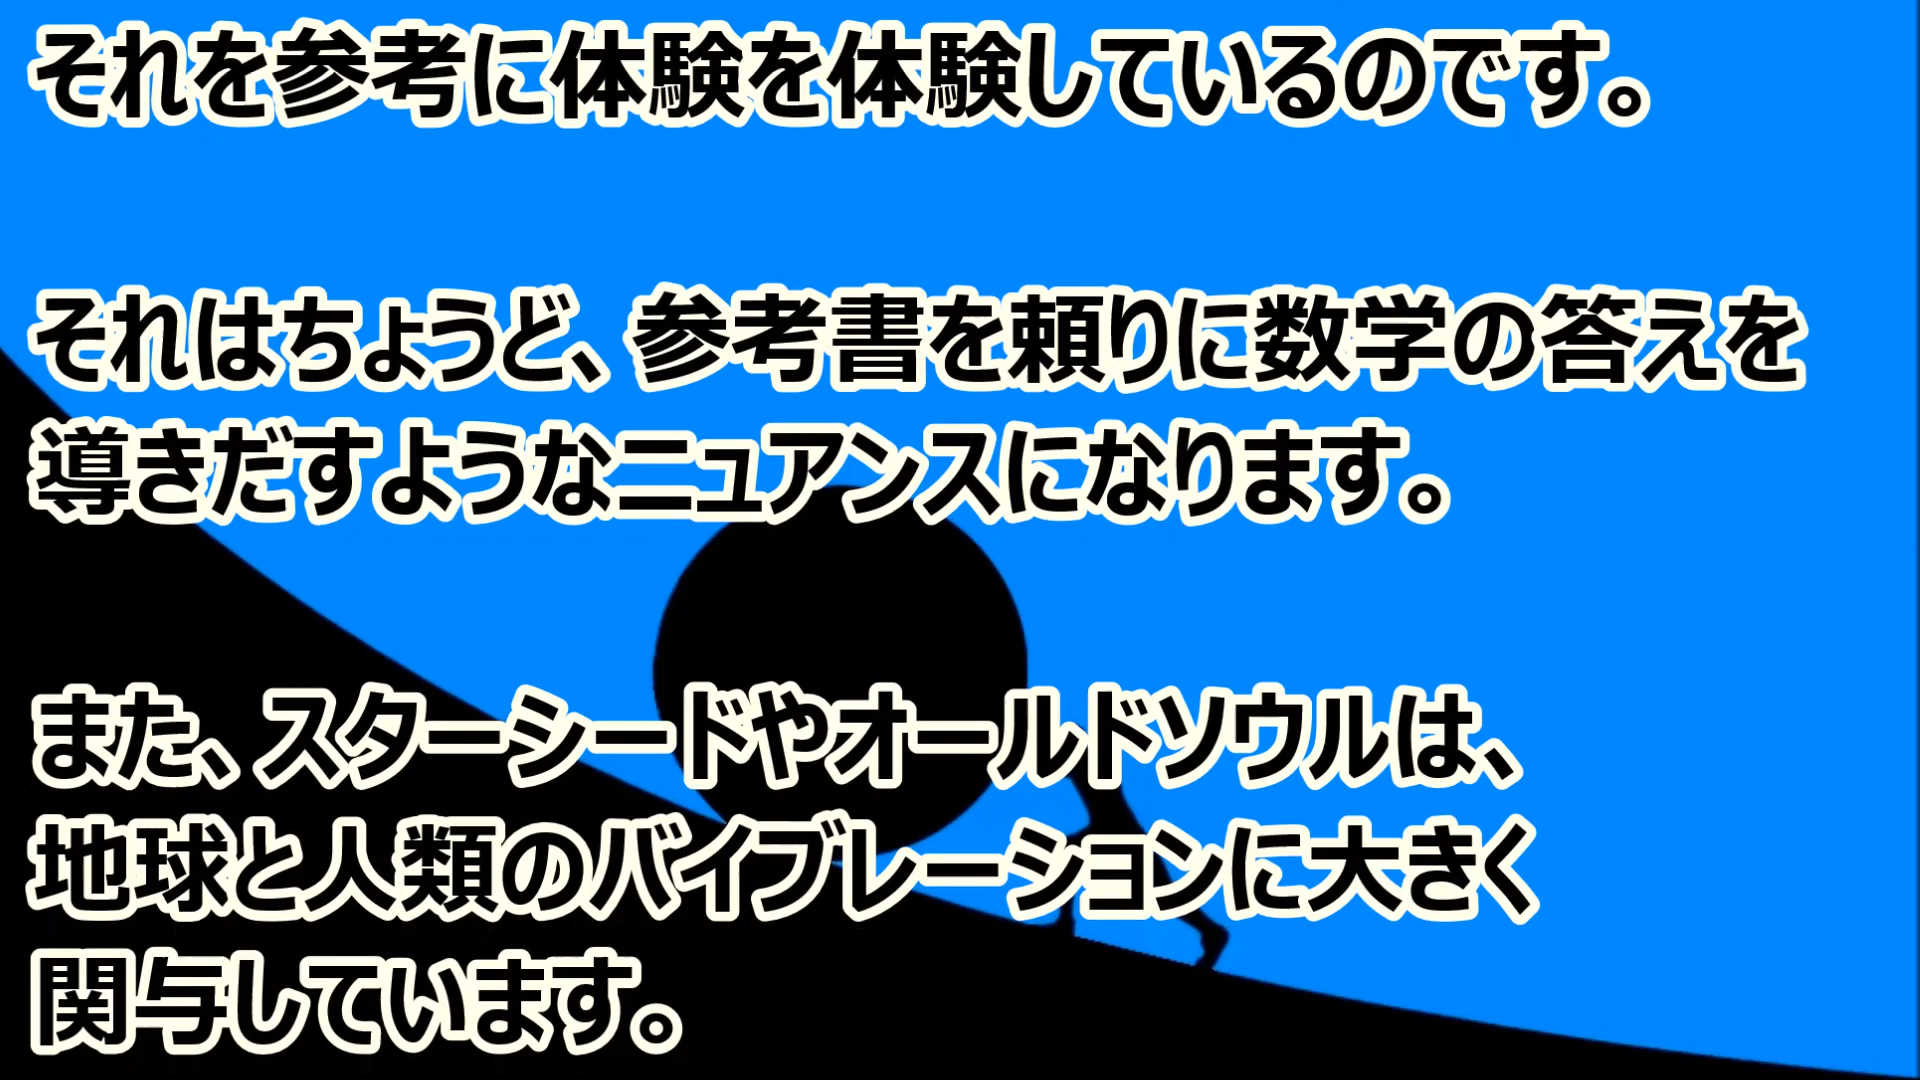 それを参考に体験を体験しているのです。
それはちょうど、参考書を頼りに数学の答えを
導きだすようなニュアンスになります。
また、スターシードやオールドソウルは、
地球と人類のバイブレーションに大きく
関与しています。